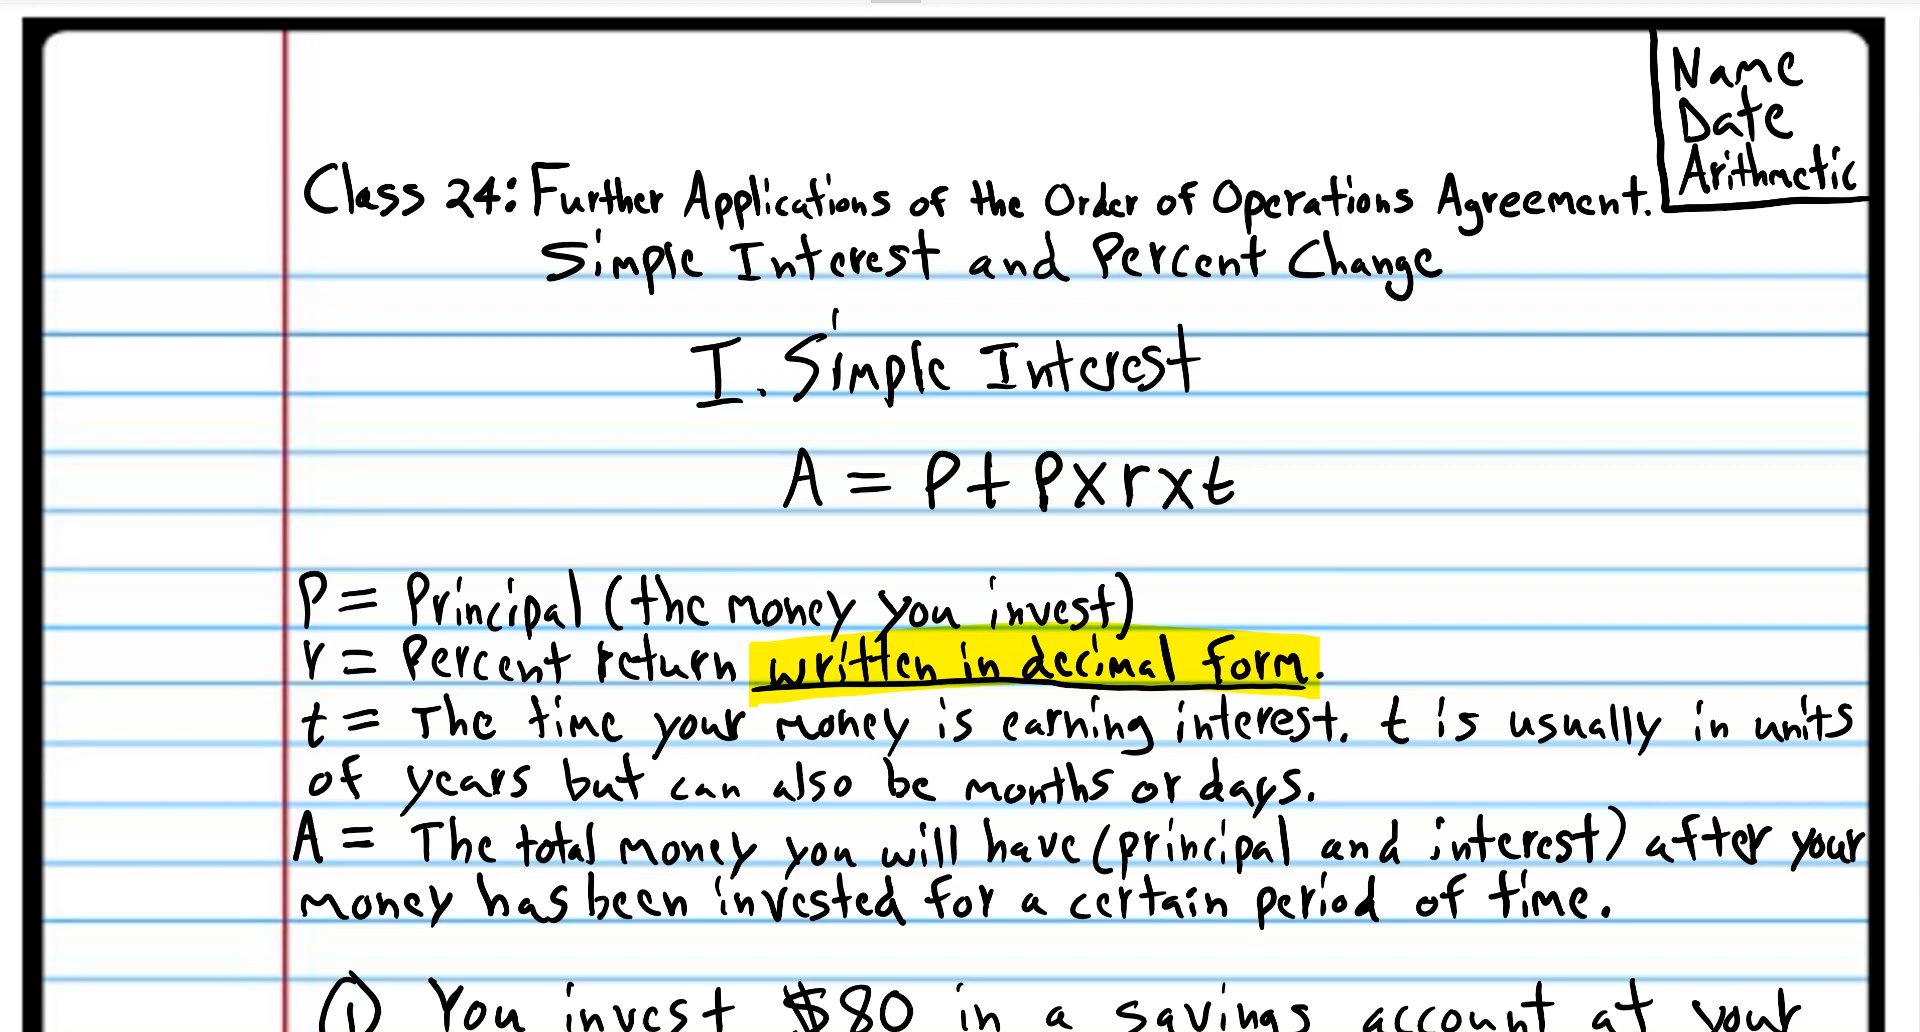 Name
Date
Arithmetic
Class 24: Further Applications of the Order of Operations Agreement.
Simple Interest and Percent Change
I. Simple Interest
A = P + P x r x t
P = Principal (the money you invest)
r = Percent return written in decimal form.
t = The time your money is earning interest. t is usually in units
of years but can also be months or days.
A = The total money you will have (principal and interest) after your
money has been invested for a certain period of time.
① You invest $80 in a savings account at your